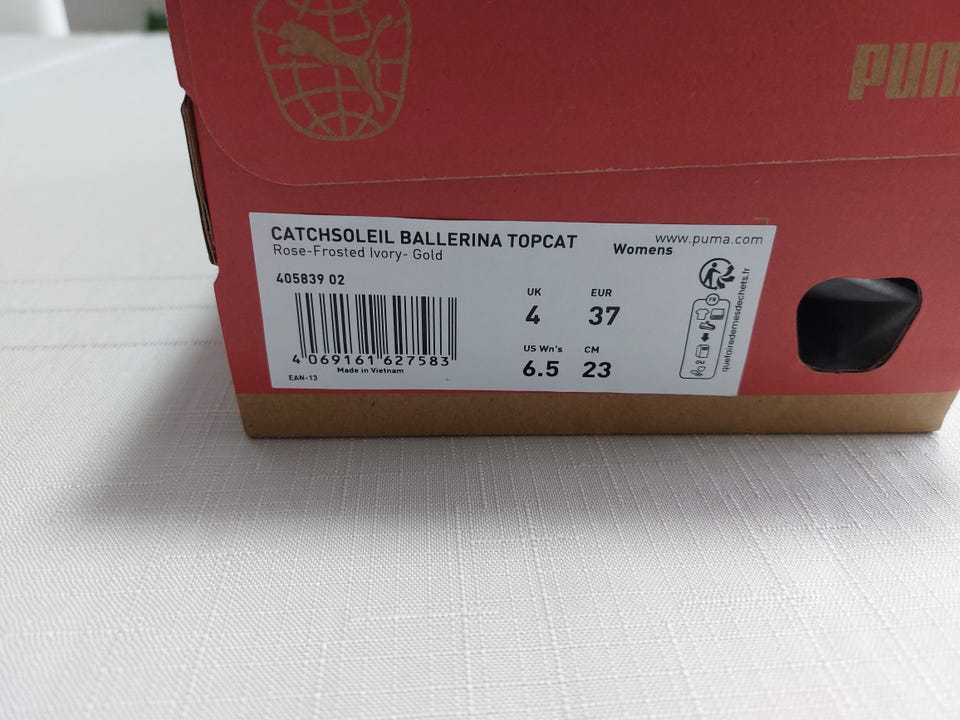 PUM
CATCHSOLEIL BALLERINA TOPCAT
www.puma.com
Rose-Frosted Ivory- Gold
Womens
405839 02
UK
EUR
4
37
US Wn's
CM
6.5
23
4 069161 627583
Made in Vietnam
EAN-13
FR
quefairedemesdechets.fr